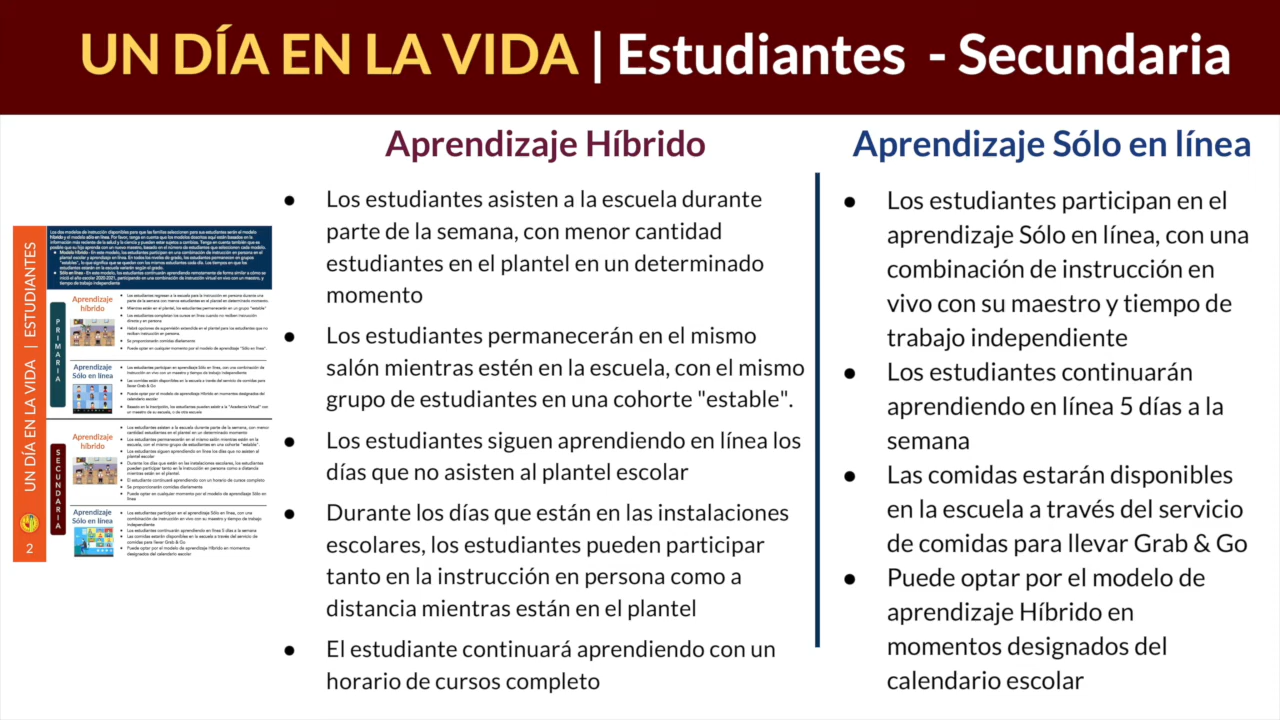 UN DÍA EN LA VIDA | Estudiantes - Secundaria
Aprendizaje Híbrido
● Los estudiantes asisten a la escuela durante
parte de la semana, con menor cantidad
estudiantes en el plantel en un determinado
momento
● Los estudiantes permanecerán en el mismo
salón mientras estén en la escuela, con el mismo
grupo de estudiantes en una cohorte "estable".
● Los estudiantes siguen aprendiendo en línea los
días que no asisten al plantel escolar
● Durante los días que están en las instalaciones
escolares, los estudiantes pueden participar
tanto en la instrucción en persona como a
distancia mientras están en el plantel
● El estudiante continuará aprendiendo con un
horario de cursos completo
Aprendizaje Sólo en línea
● Los estudiantes participan en el
aprendizaje Sólo en línea, con una
combinación de instrucción en
vivo con su maestro y tiempo de
trabajo independiente
● Los estudiantes continuarán
aprendiendo en línea 5 días a la
semana
● Las comidas estarán disponibles
en la escuela a través del servicio
de comidas para llevar Grab & Go
● Puede optar por el modelo de
aprendizaje Híbrido en
momentos designados del
calendario escolar
UN DÍA EN LA VIDA | ESTUDIANTES
2
PRIMARIA
Aprendizaje
híbrido
Aprendizaje
Sólo en línea
SECUNDARIA
Aprendizaje
híbrido
Aprendizaje
Sólo en línea